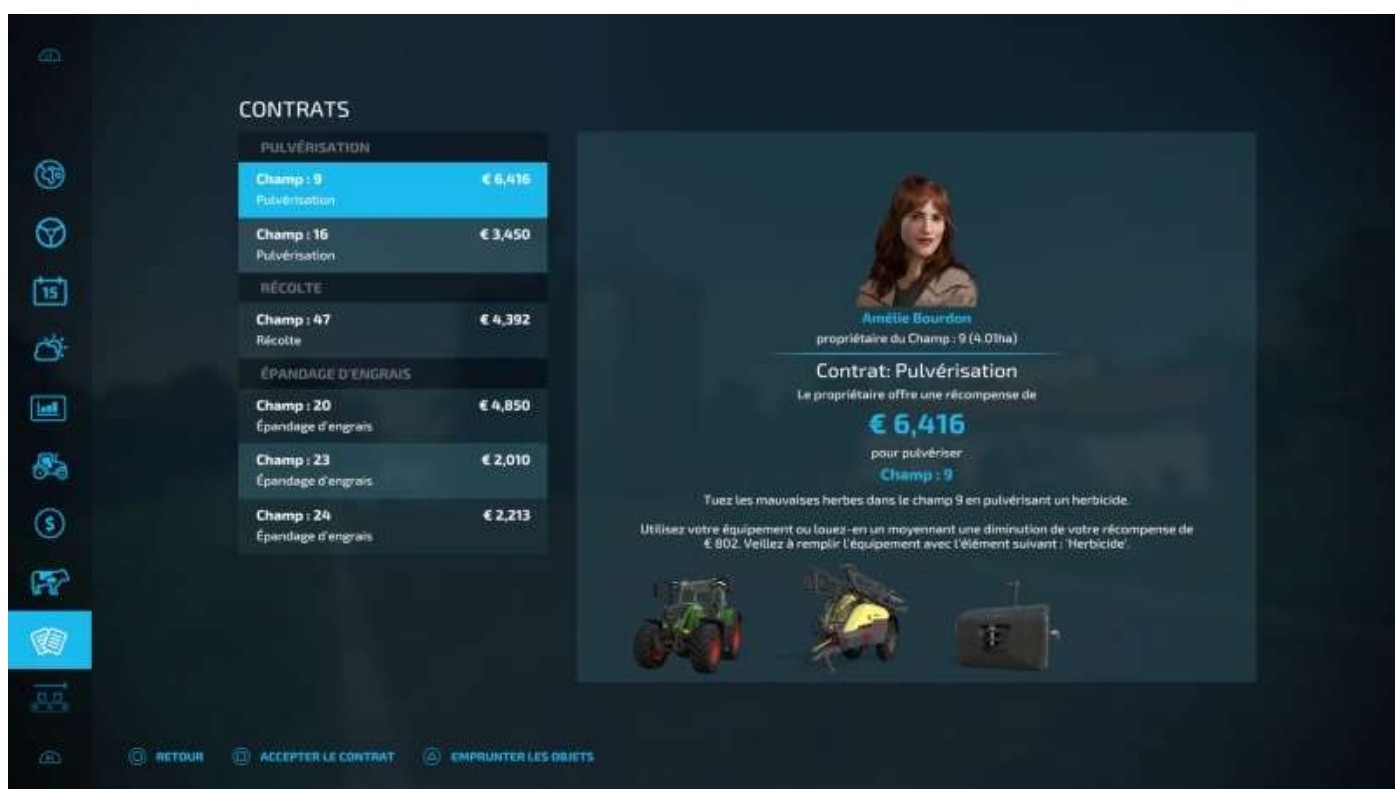 CONTRATS
PULVÉRISATION
Champ : 9 € 6,416
Pulvérisation
Champ : 16 € 3,450
Pulvérisation
RÉCOLTE
Champ : 47 € 4,392
Récolte
ÉPANDAGE D'ENGRAIS
Champ : 20 € 4,850
Épandage d'engrais
Champ : 23 € 2,010
Épandage d'engrais
Champ : 24 € 2,213
Épandage d'engrais
Amélie Bourdon
propriétaire du Champ : 9 (4.01ha)
Contrat: Pulvérisation
Le propriétaire offre une récompense de
€ 6,416
pour pulvériser
Champ : 9
Tuez les mauvaises herbes dans le champ 9 en pulvérisant un herbicide.
Utilisez votre équipement ou louez-en un moyennant une diminution de votre récompense de
€ 802. Veillez à remplir l'équipement avec l'élément suivant : 'Herbicide'.
15
$
RETOUR ACCEPTER LE CONTRAT EMPRUNTER LES OBJETS